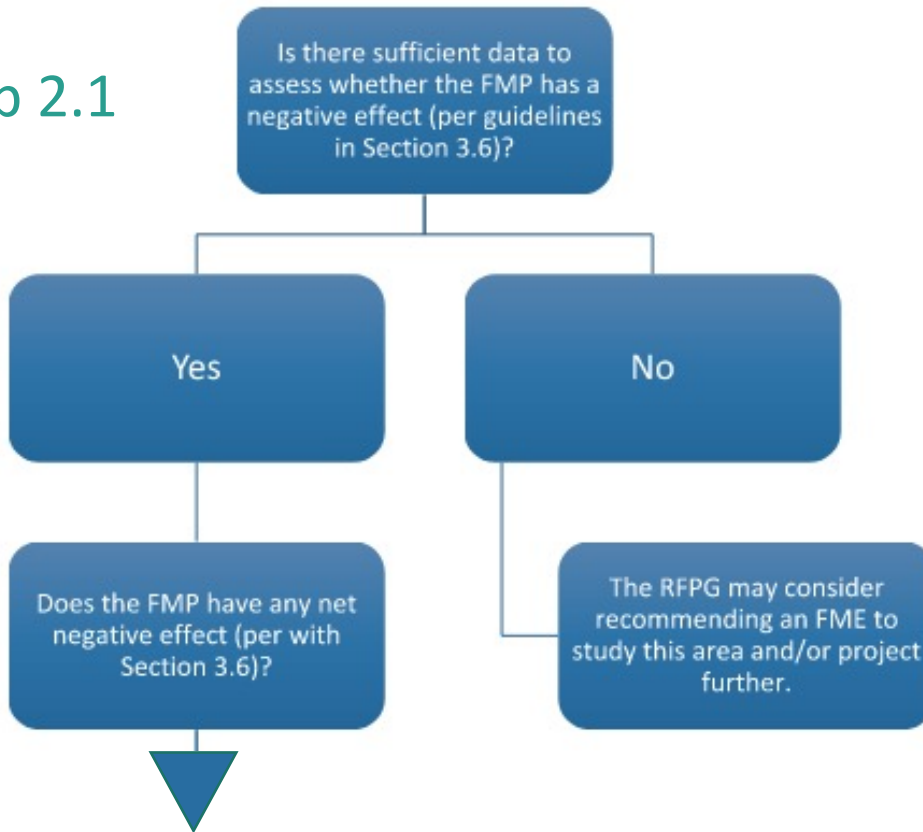 2.1
Is there sufficient data to
assess whether the FMP has a
negative effect (per guidelines
in Section 3.6)?
Yes
No
Does the FMP have any net
negative effect (per with
Section 3.6)?
The RFPG may consider
recommending an FME to
study this area and/or project
further.